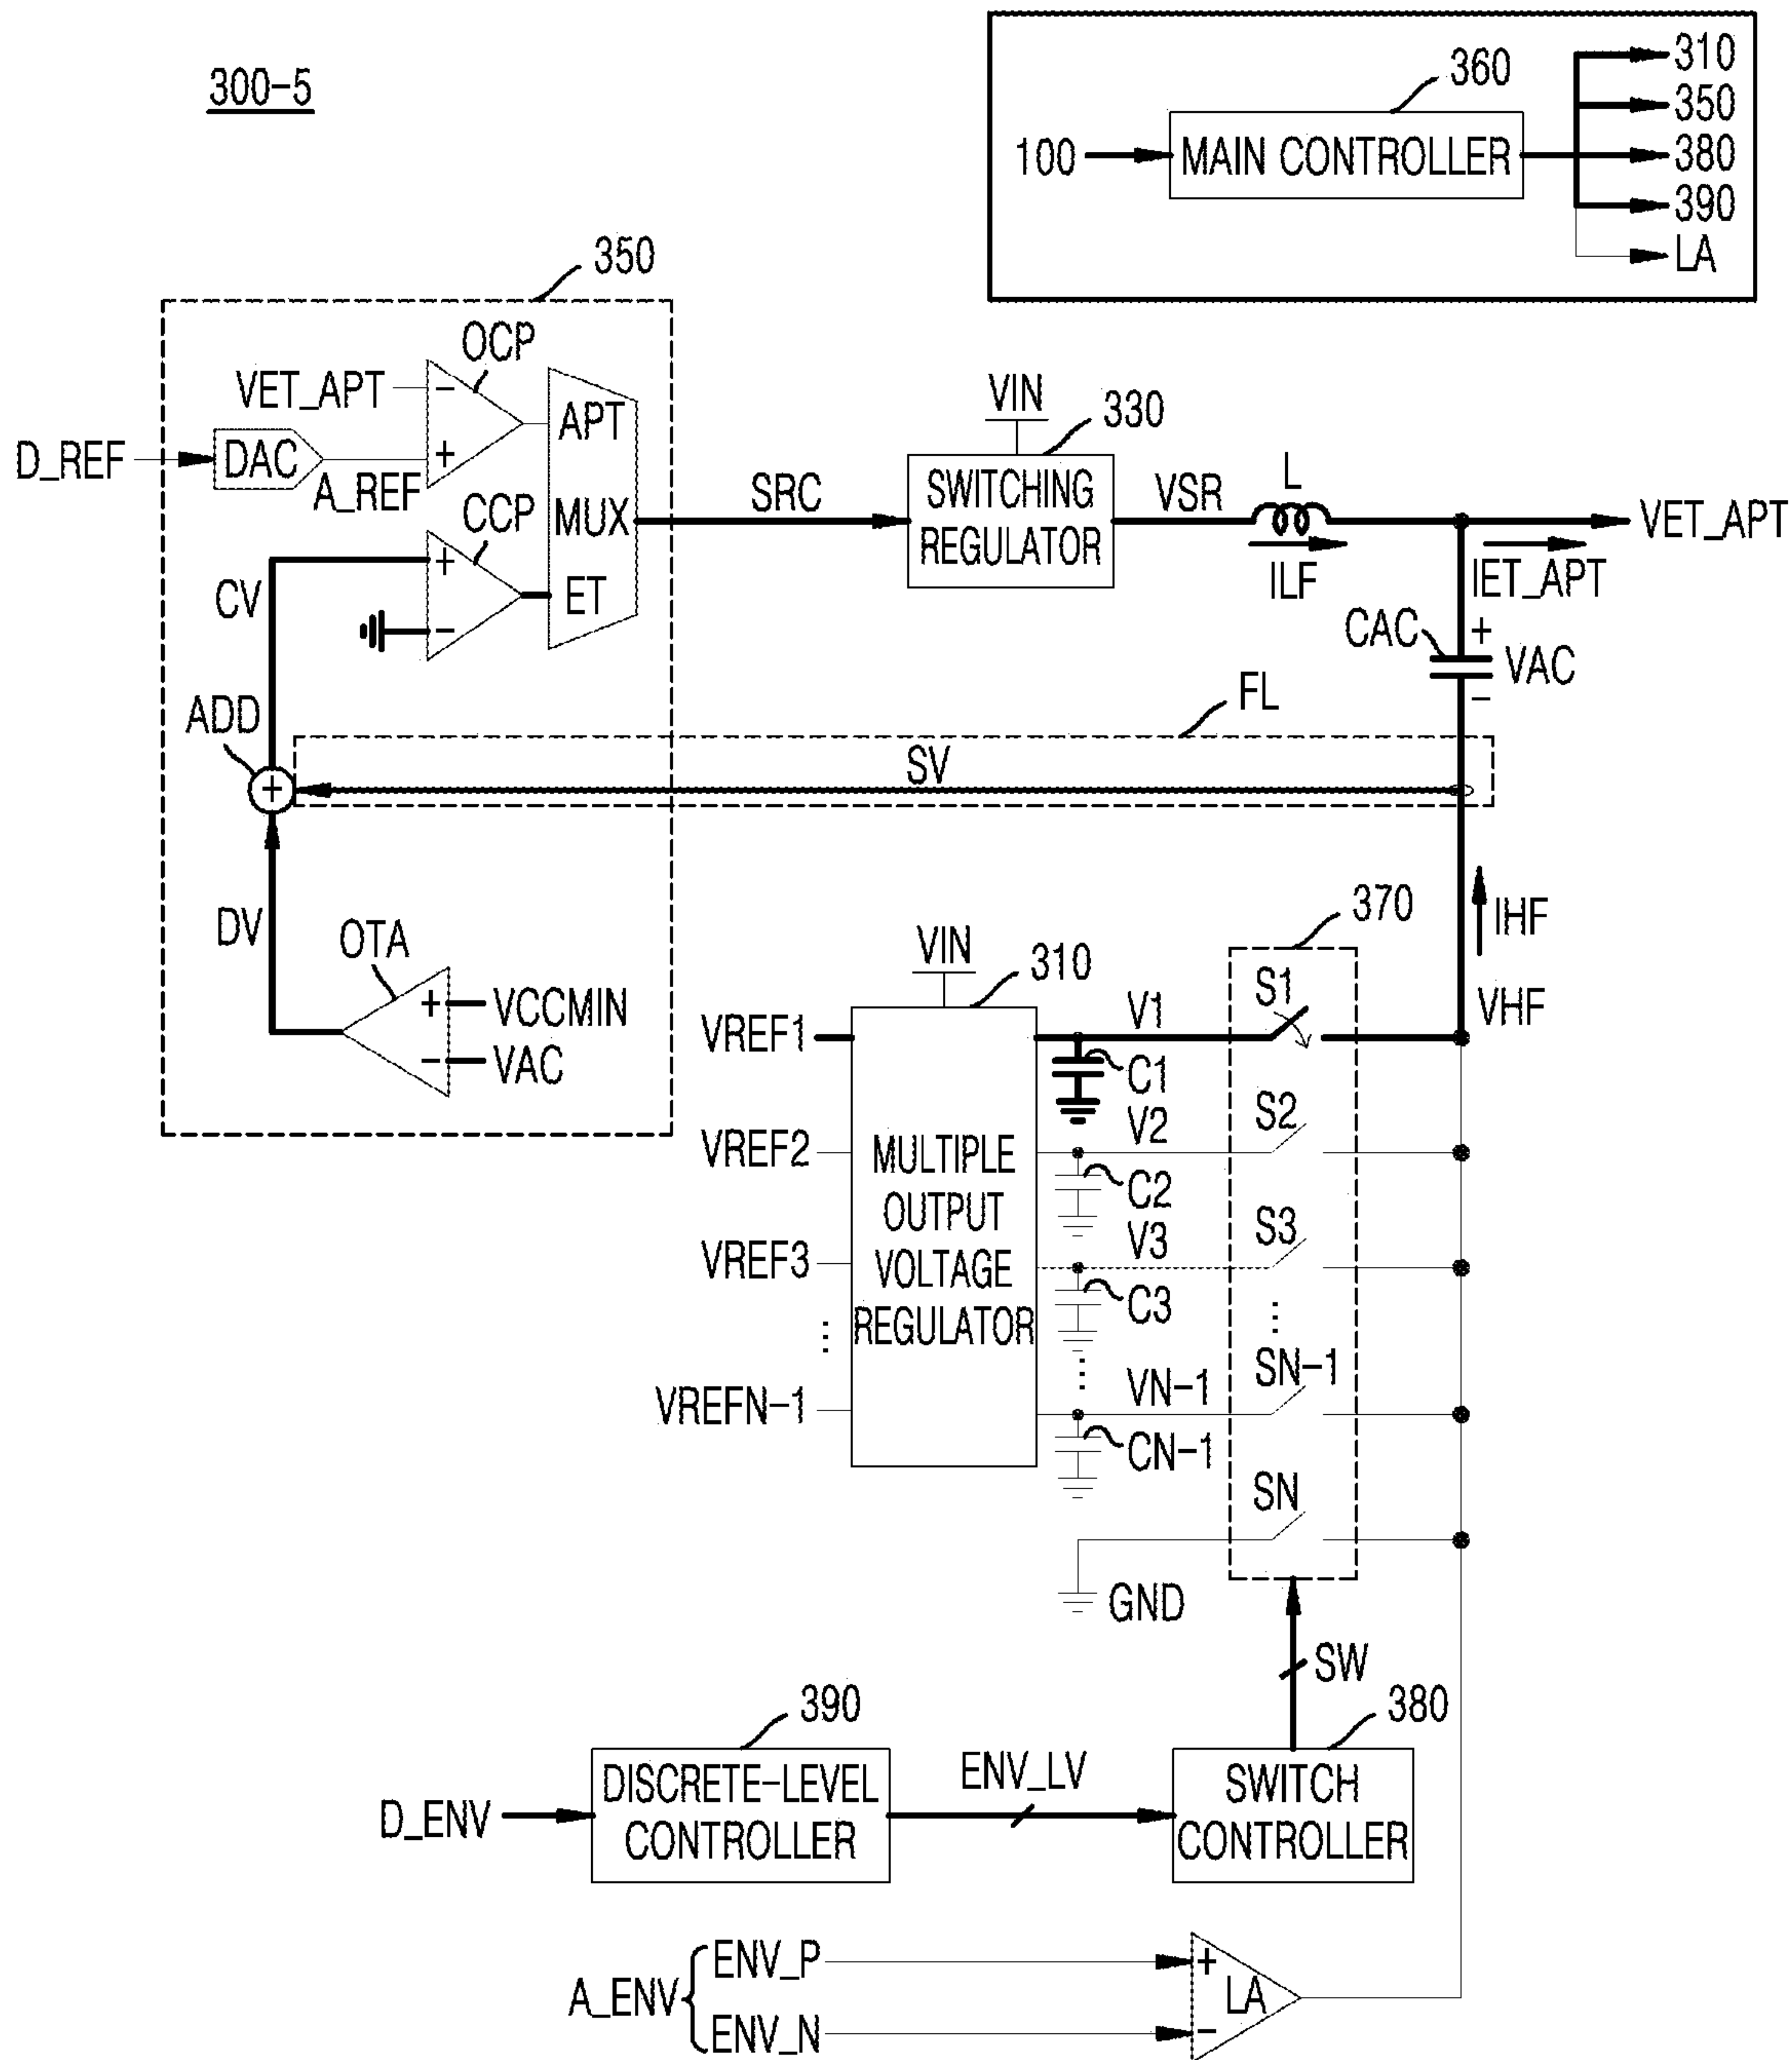 300-5
360
100
MAIN CONTROLLER
310
350
380
390
LA
350
OCP
VET_APT
D_REF
DAC
A_REF
APT
MUX
ET
CCP
CV
ADD
DV
OTA
VCCMIN
VAC
SRC
VIN
330
SWITCHING
REGULATOR
VSR
L
ILF
VET_APT
IET_APT
CAC
VAC
FL
SV
IHF
VHF
370
VIN
310
VREF1
VREF2
VREF3
VREFN-1
MULTIPLE
OUTPUT
VOLTAGE
REGULATOR
V1
C1
V2
C2
V3
C3
VN-1
CN-1
S1
S2
S3
SN-1
SN
GND
SW
390
380
D_ENV
DISCRETE-LEVEL
CONTROLLER
ENV_LV
SWITCH
CONTROLLER
A_ENV
ENV_P
ENV_N
LA